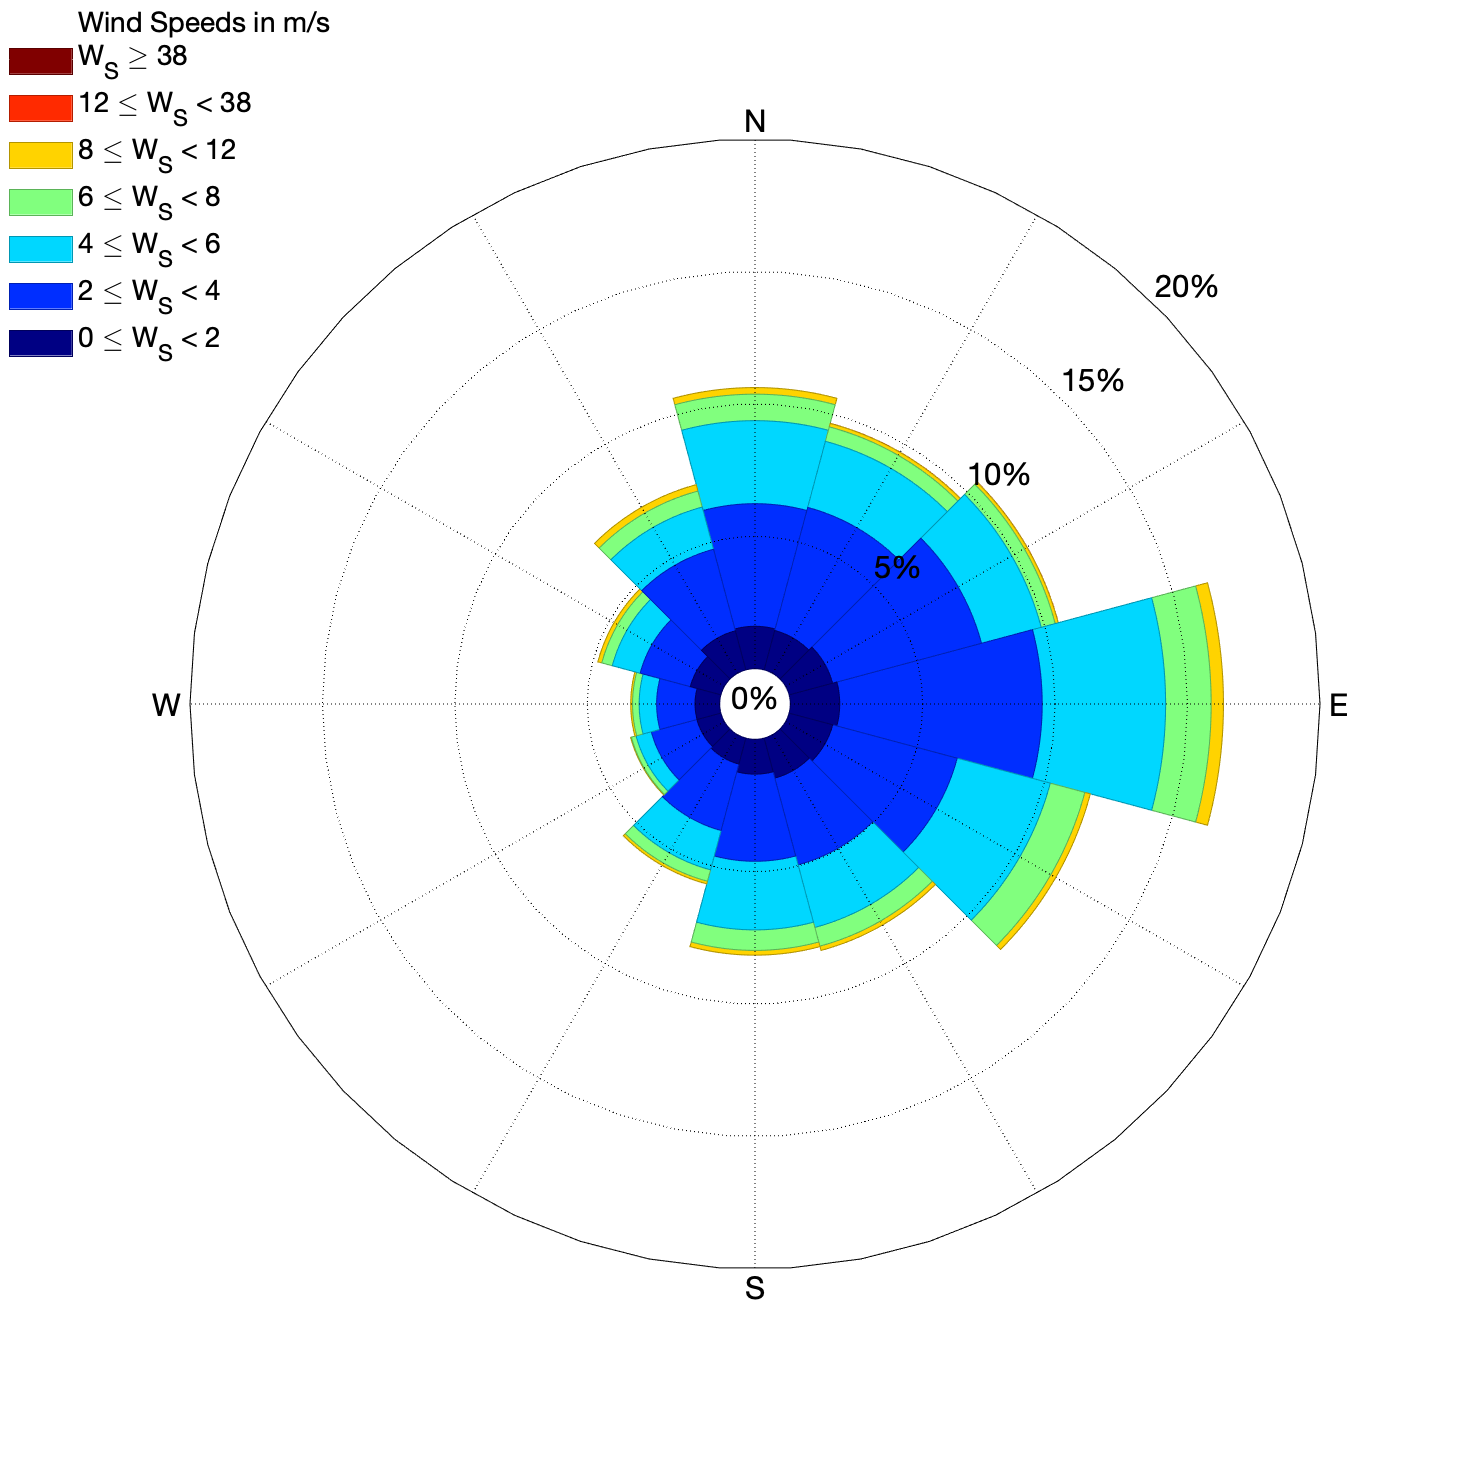 Wind Speeds in m/s
W_S ≥ 38
12 ≤ W_S < 38
8 ≤ W_S < 12
6 ≤ W_S < 8
4 ≤ W_S < 6
2 ≤ W_S < 4
0 ≤ W_S < 2
N
20%
15%
10%
5%
0%
W
E
S